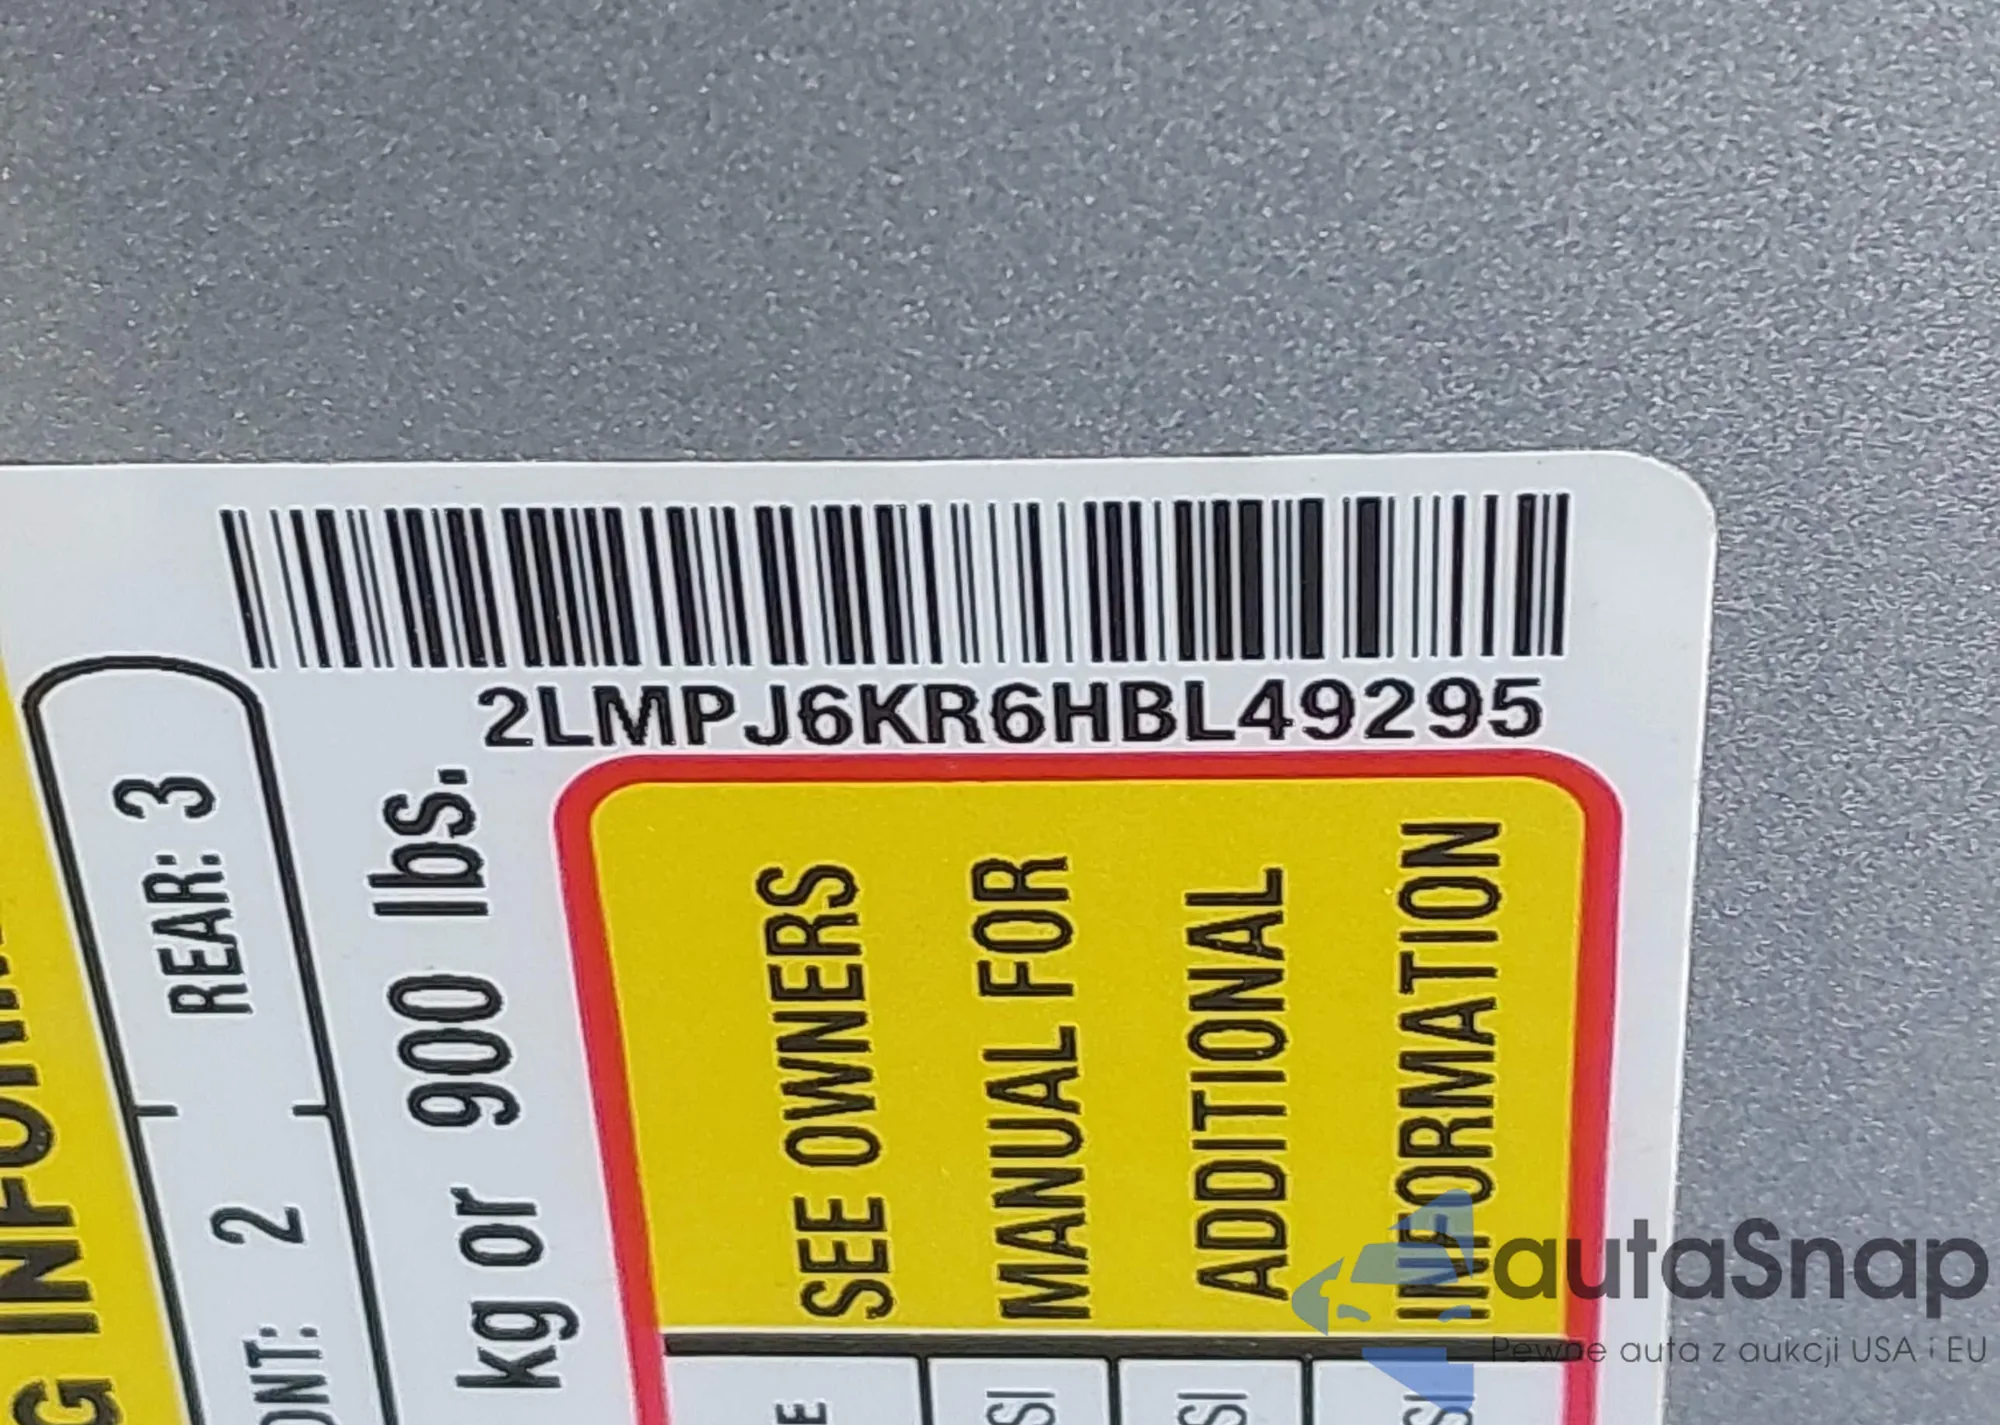 2LMPJ6KR6HBL49295
REAR: 3
2
kg or 900 lbs.
SEE OWNERS
MANUAL FOR
ADDITIONAL
INFORMATION
autaSnap
Pewne auta z aukcji USA i EU